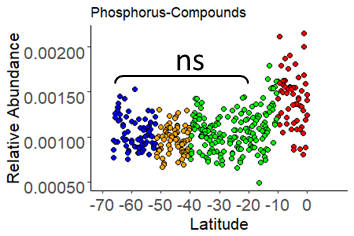 Phosphorus-Compounds
ns
Relative Abundance
0.00200
0.00150
0.00100
0.00050
-70 -60 -50 -40 -30 -20 -10 0
Latitude